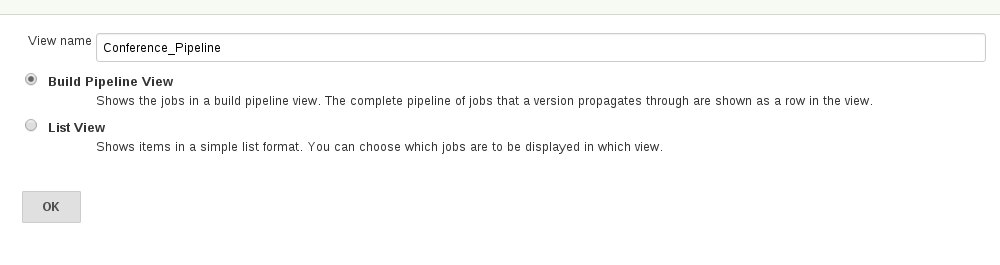 View name Conference_Pipeline
Build Pipeline View
Shows the jobs in a build pipeline view. The complete pipeline of jobs that a version propagates through are shown as a row in the view.
List View
Shows items in a simple list format. You can choose which jobs are to be displayed in which view.
OK